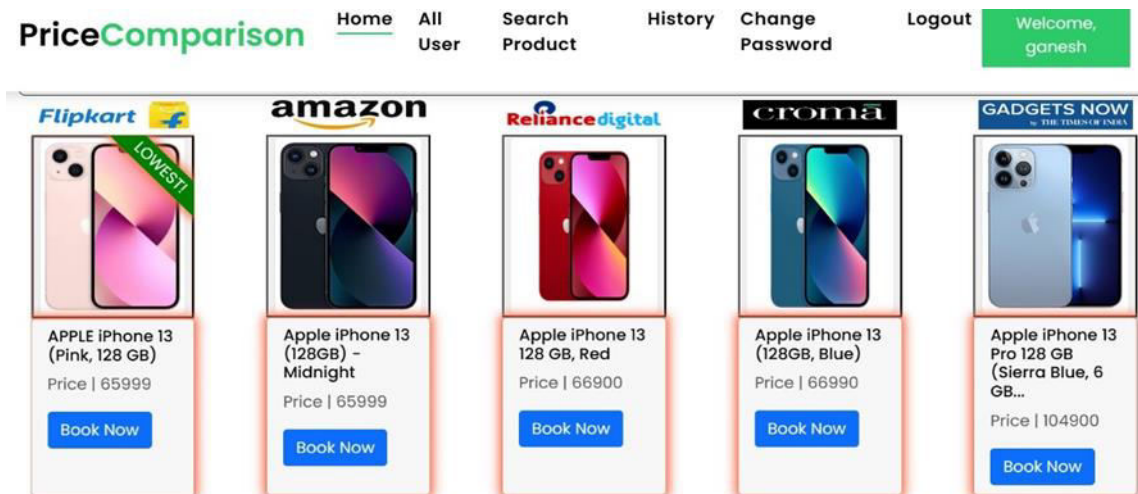 PriceComparison
Home
All
User
Search
Product
History
Change
Password
Logout
Welcome,
ganesh
Flipkart
amazon
Reliance digital
cromā
GADGETS NOW
by THE TIMES OF INDIA
LOWEST!
APPLE iPhone 13
(Pink, 128 GB)
Price | 65999
Book Now
Apple iPhone 13
(128GB) -
Midnight
Price | 65999
Book Now
Apple iPhone 13
128 GB, Red
Price | 66900
Book Now
Apple iPhone 13
(128GB, Blue)
Price | 66990
Book Now
Apple iPhone 13
Pro 128 GB
(Sierra Blue, 6
GB...
Price | 104900
Book Now